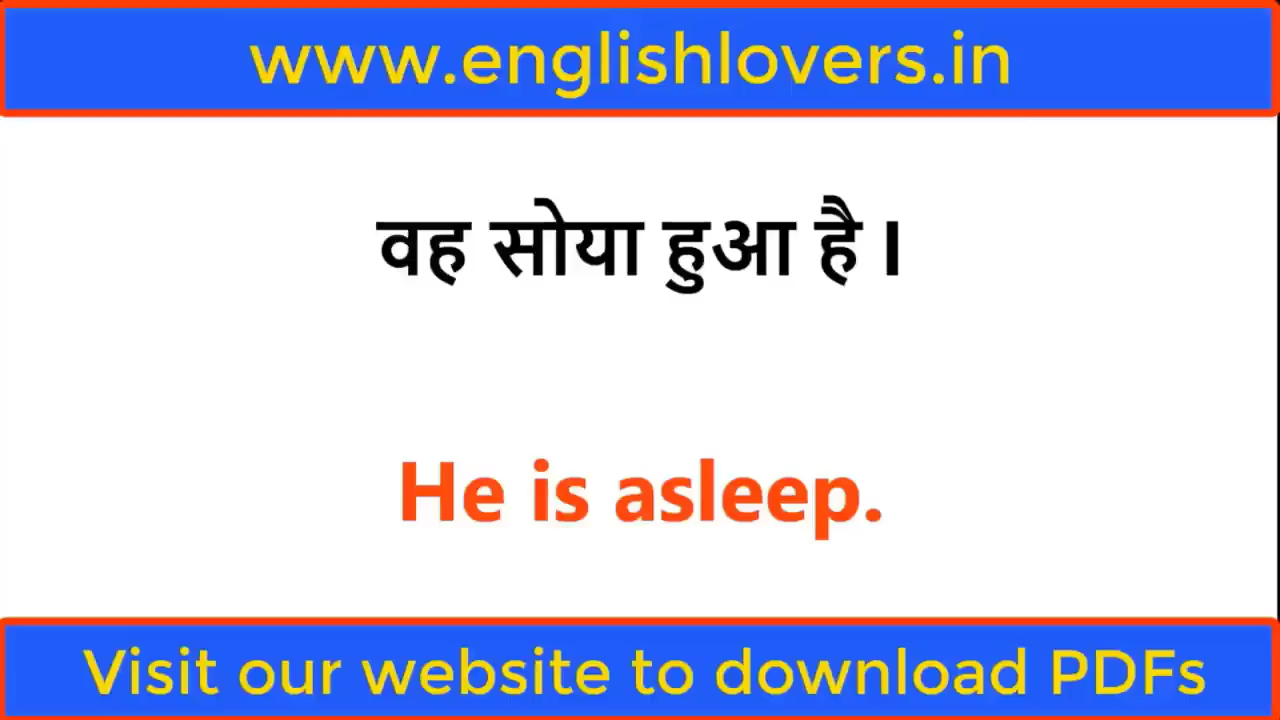 www.englishlovers.in
वह सोया हुआ है ।
He is asleep.
Visit our website to download PDFs